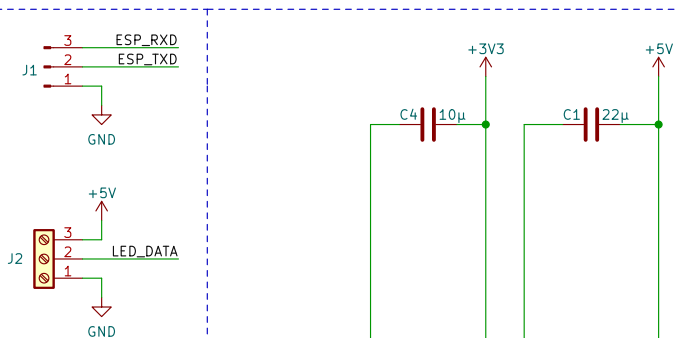 J1
3 ESP_RXD
2 ESP_TXD
1
GND
+5V
J2
3
2 LED_DATA
1
GND
+3V3
C4 10µ
+5V
C1 22µ